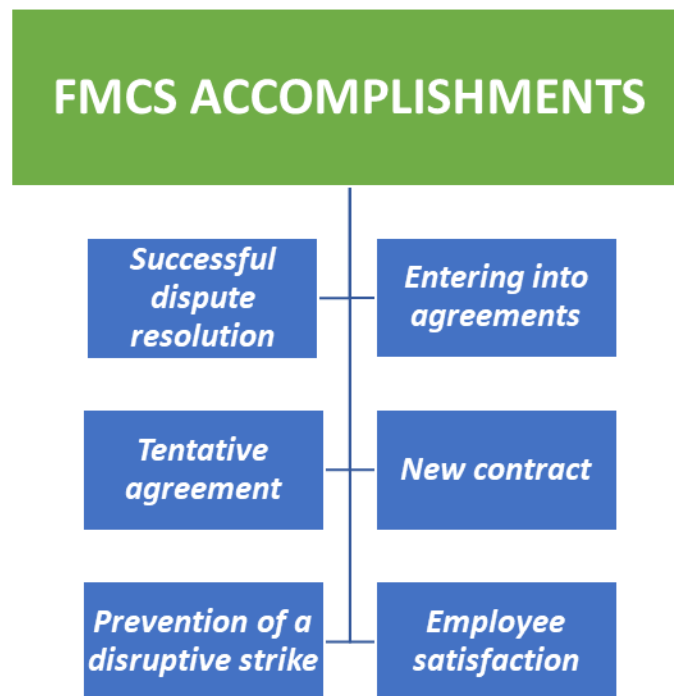 FMCS ACCOMPLISHMENTS
Successful
dispute
resolution
Entering into
agreements
Tentative
agreement
New contract
Prevention of a
disruptive strike
Employee
satisfaction